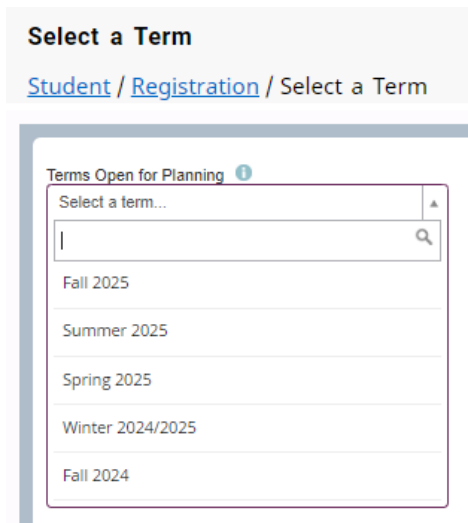 Select a Term
Student / Registration / Select a Term
Terms Open for Planning
Select a term...
Fall 2025
Summer 2025
Spring 2025
Winter 2024/2025
Fall 2024